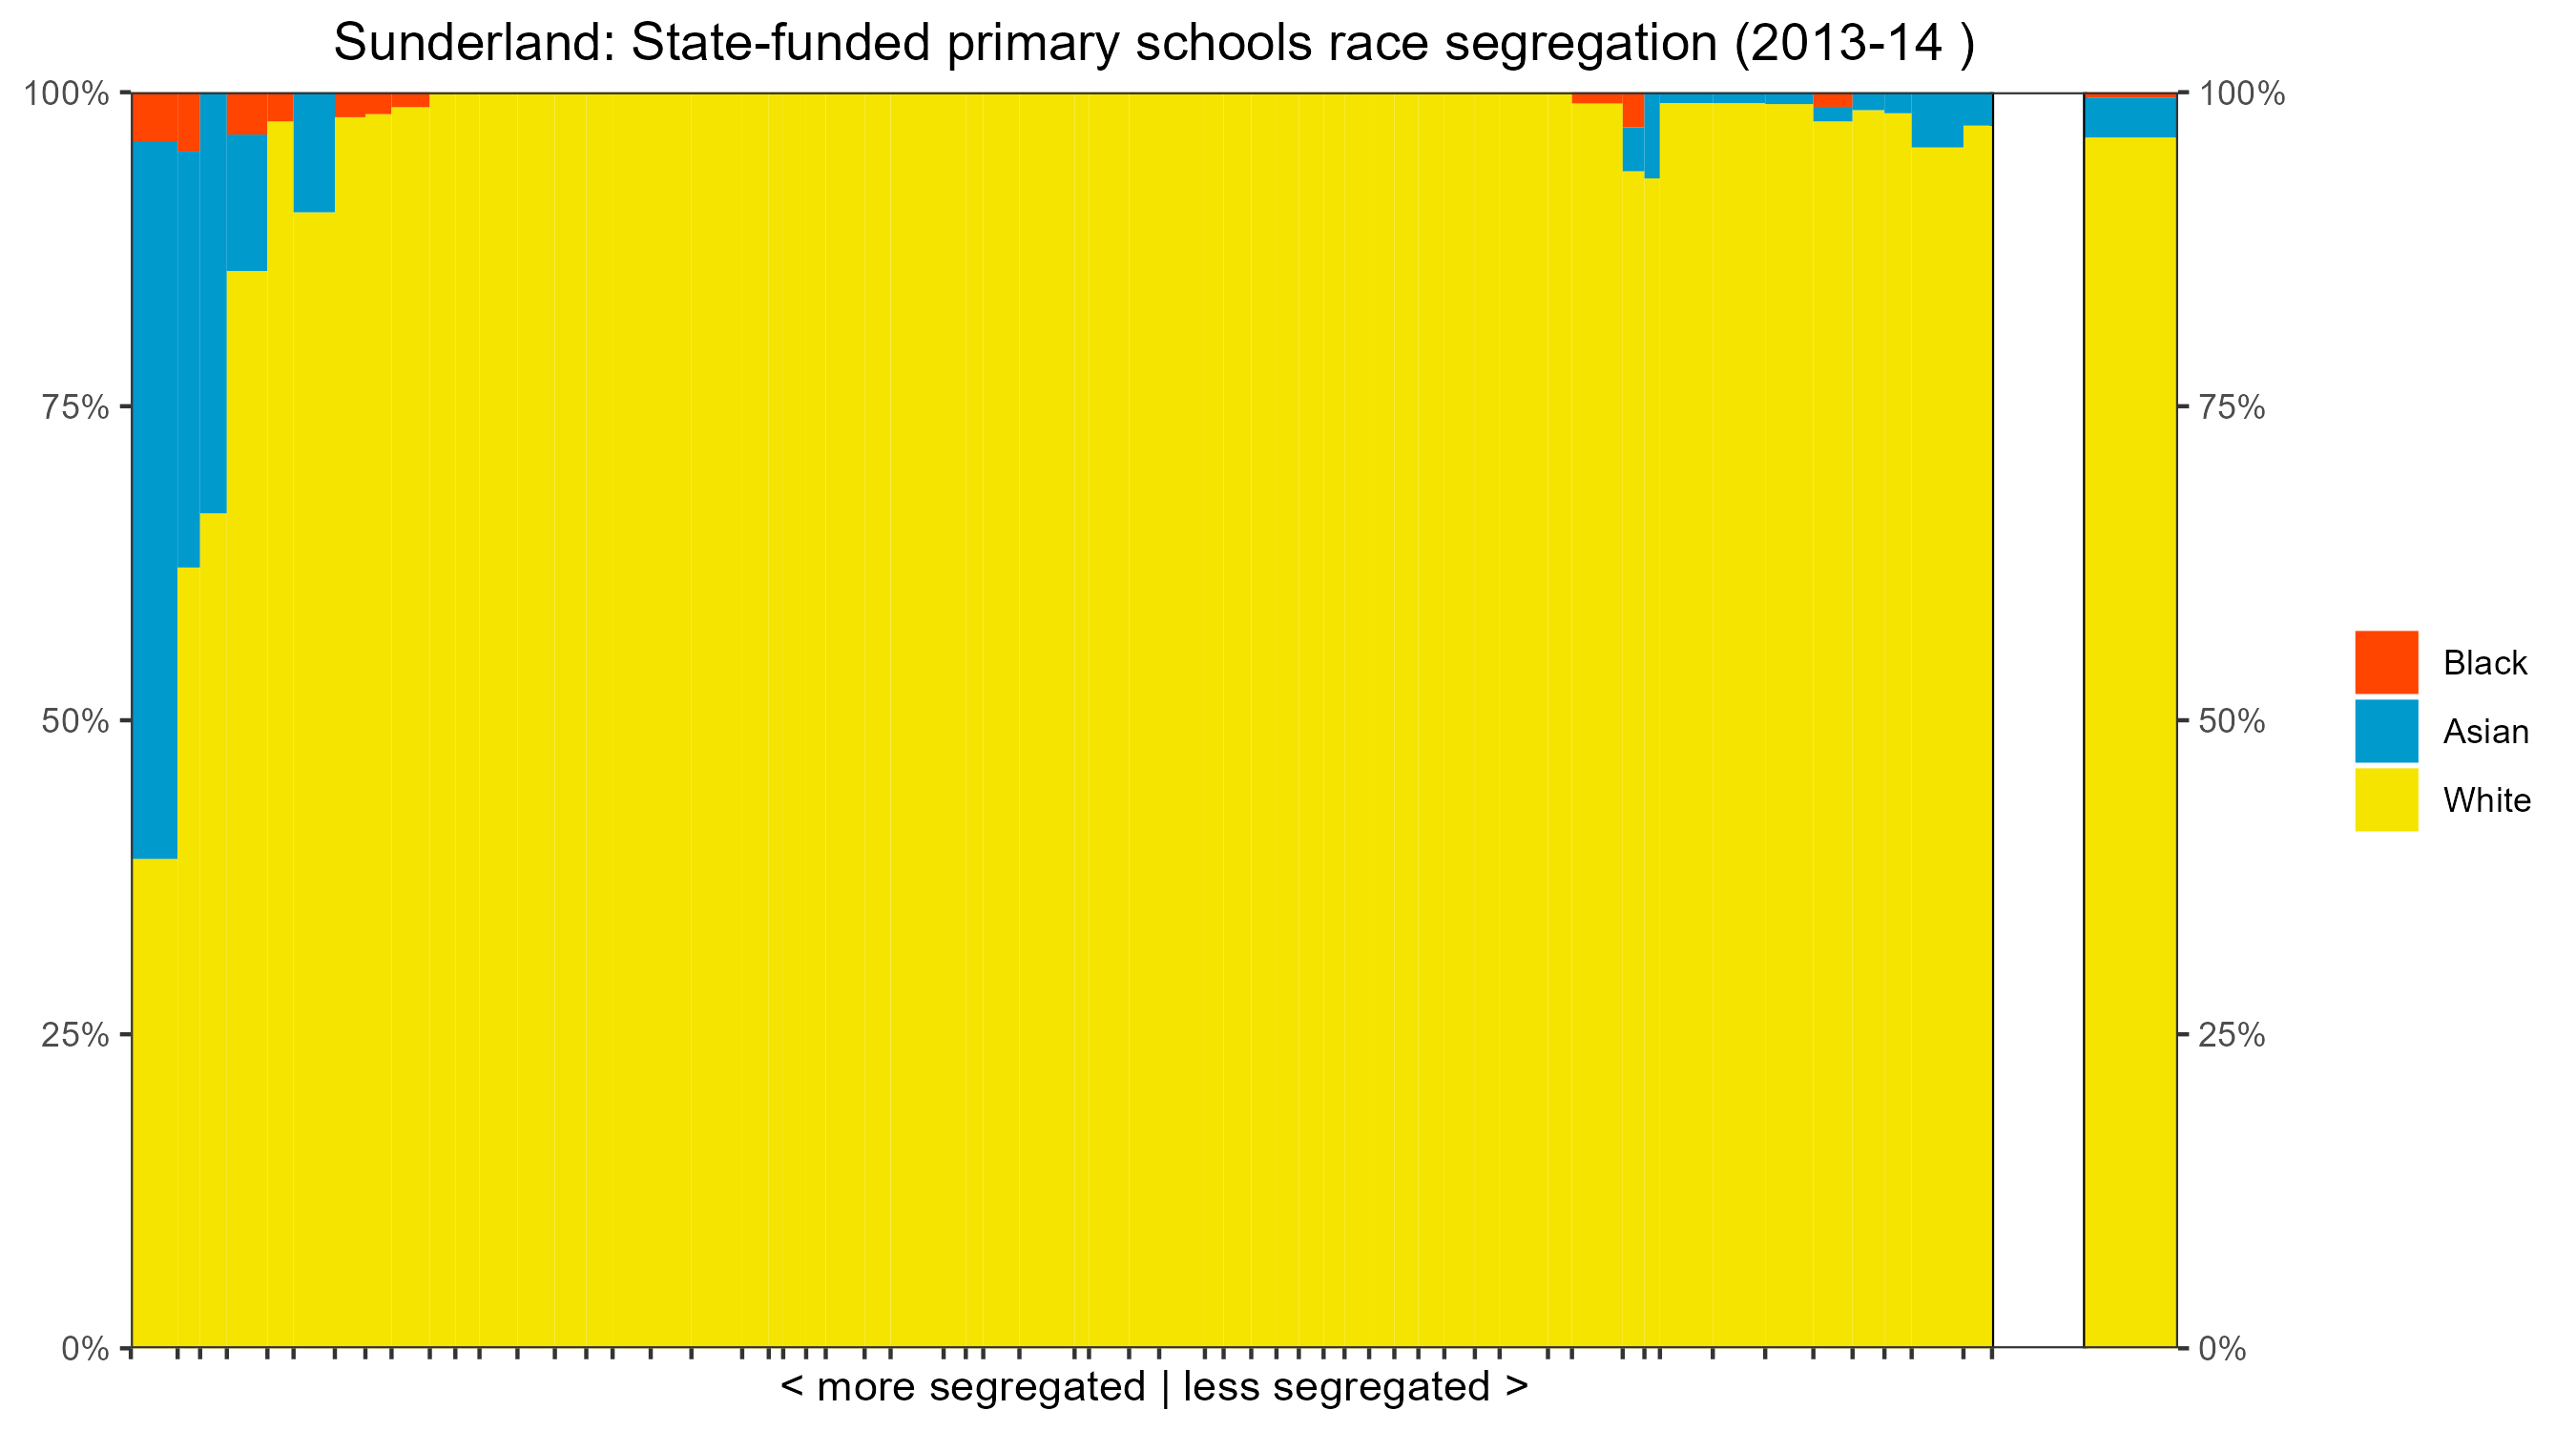 Sunderland: State-funded primary schools race segregation (2013-14 )
100%
75%
50%
25%
0%
100%
75%
50%
25%
0%
Black
Asian
White
< more segregated | less segregated >